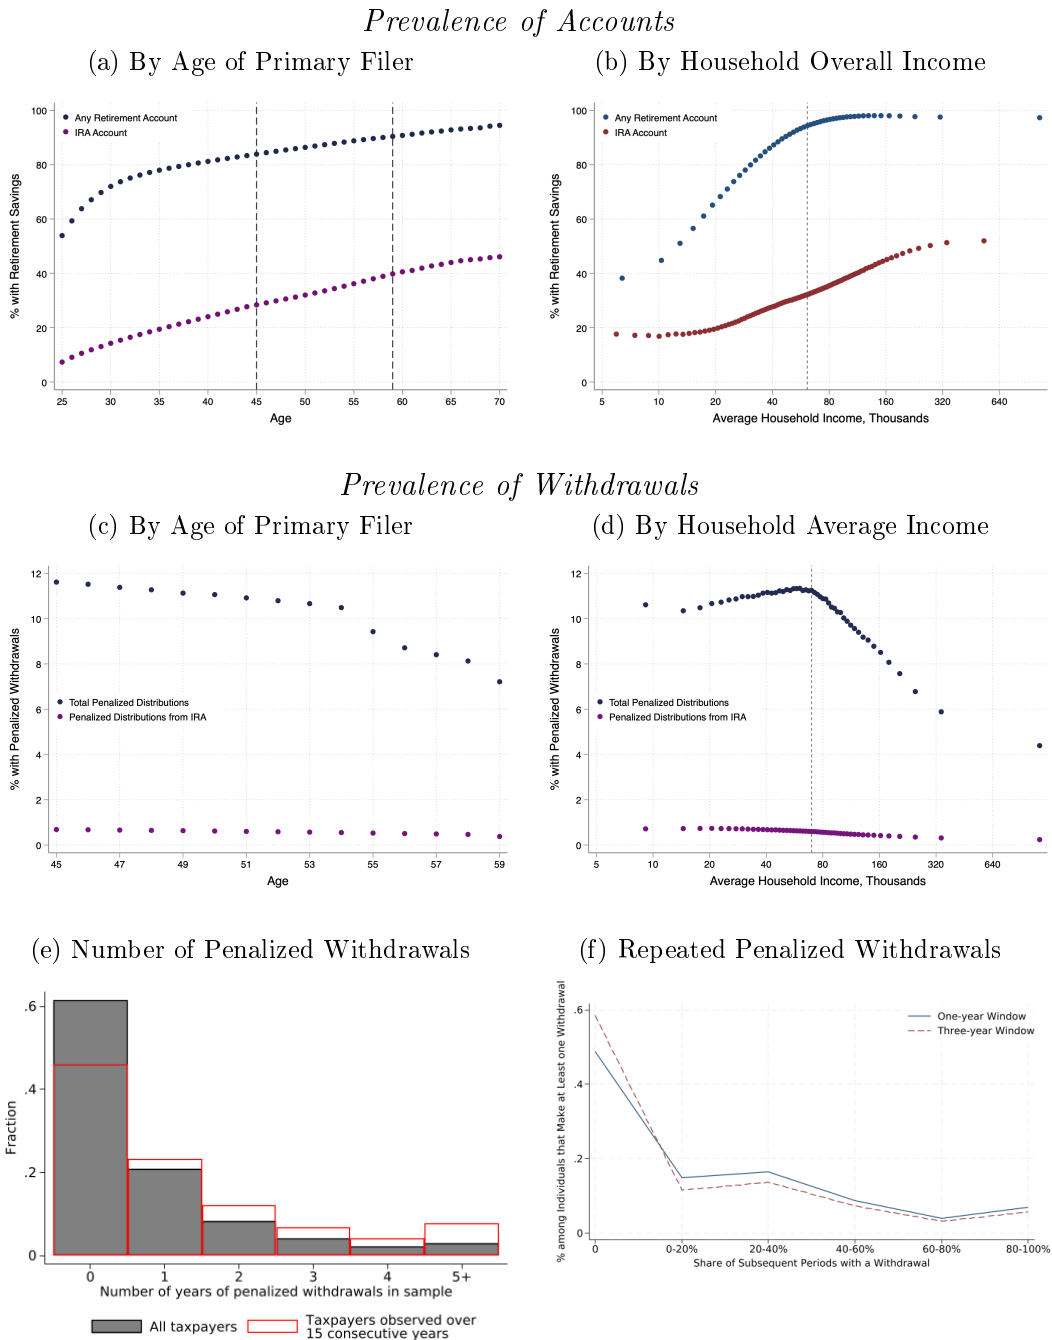 Prevalence of Accounts
(a) By Age of Primary Filer
(b) By Household Overall Income
% with Retirement Savings
100
80
60
40
20
0
Any Retirement Account
IRA Account
25 30 35 40 45 50 55 60 65 70
Age
% with Retirement Savings
100
80
60
40
20
0
Any Retirement Account
IRA Account
5 10 20 40 80 160 320 640
Average Household Income, Thousands
Prevalence of Withdrawals
(c) By Age of Primary Filer
(d) By Household Average Income
% with Penalized Withdrawals
12
10
8
6
4
2
0
Total Penalized Distributions
Penalized Distributions from IRA
45 47 49 51 53 55 57 59
Age
% with Penalized Withdrawals
12
10
8
6
4
2
0
Total Penalized Distributions
Penalized Distributions from IRA
5 10 20 40 80 160 320 640
Average Household Income, Thousands
(e) Number of Penalized Withdrawals
(f) Repeated Penalized Withdrawals
Fraction
.6
.4
.2
0
0 1 2 3 4 5+
Number of years of penalized withdrawals in sample
All taxpayers
Taxpayers observed over
15 consecutive years
% among Individuals that Make at Least one Withdrawal
.6
.4
.2
0
One-year Window
Three-year Window
0 0-20% 20-40% 40-60% 60-80% 80-100%
Share of Subsequent Periods with a Withdrawal